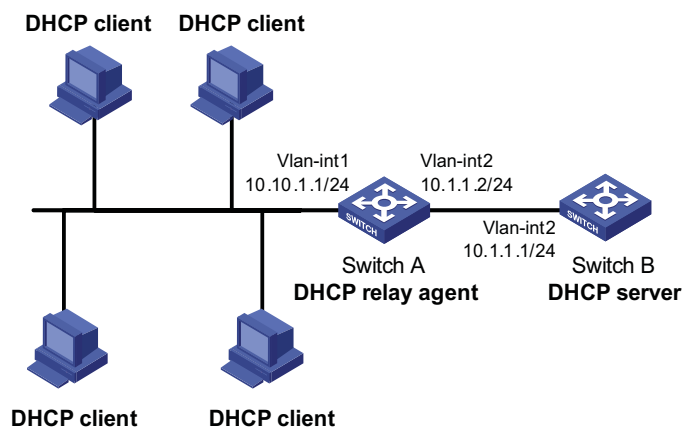 DHCP client
DHCP client
Vlan-int1
10.10.1.1/24
Vlan-int2
10.1.1.2/24
SWITCH
SWITCH
Vlan-int2
10.1.1.1/24
Switch A
DHCP relay agent
Switch B
DHCP server
DHCP client
DHCP client